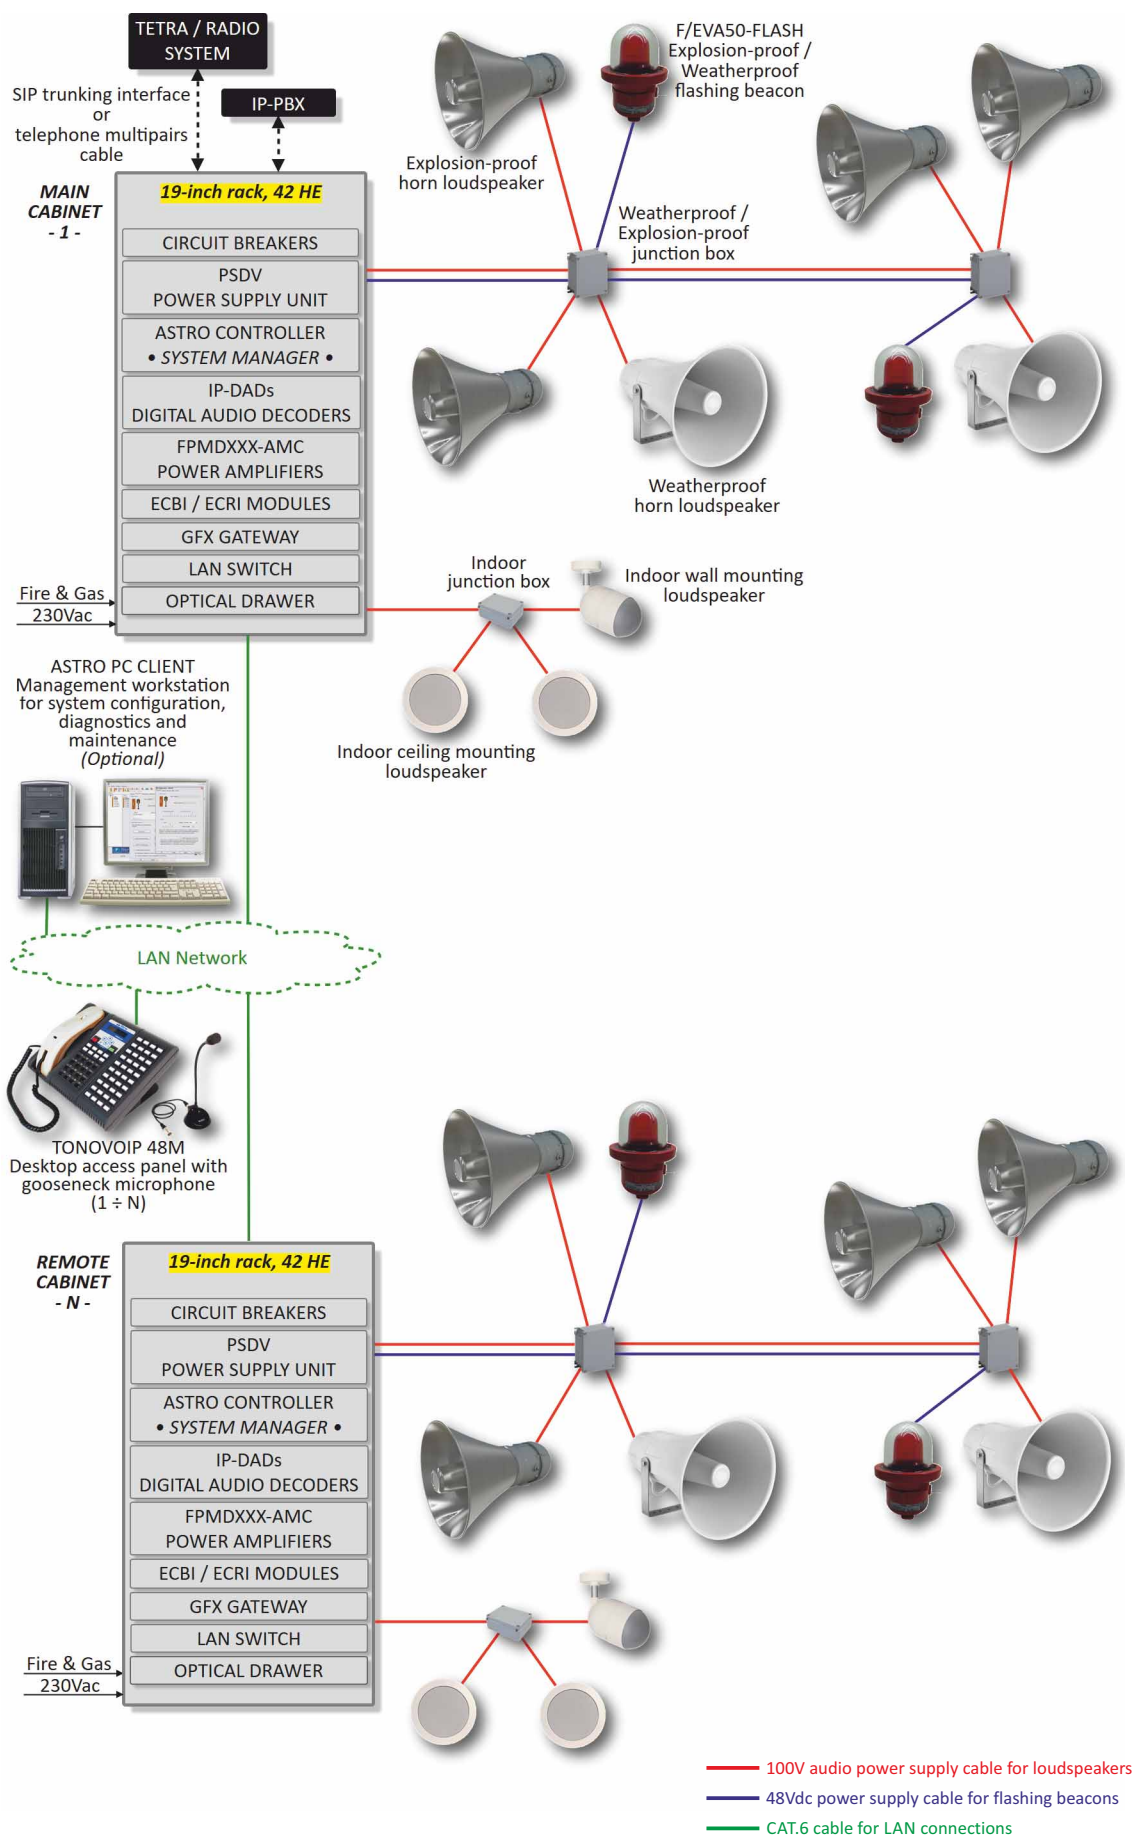 TETRA / RADIO
SYSTEM
SIP trunking interface
or
telephone multipairs
cable
IP-PBX
F/EVA50-FLASH
Explosion-proof /
Weatherproof
flashing beacon
Explosion-proof
horn loudspeaker
Weatherproof /
Explosion-proof
junction box
MAIN
CABINET
- 1 -
19-inch rack, 42 HE
CIRCUIT BREAKERS
PSDV
POWER SUPPLY UNIT
ASTRO CONTROLLER
• SYSTEM MANAGER •
IP-DADs
DIGITAL AUDIO DECODERS
FPMDXXX-AMC
POWER AMPLIFIERS
ECBI / ECRI MODULES
GFX GATEWAY
LAN SWITCH
OPTICAL DRAWER
Fire & Gas
230Vac
Weatherproof
horn loudspeaker
Indoor
junction box
Indoor wall mounting
loudspeaker
Indoor ceiling mounting
loudspeaker
ASTRO PC CLIENT
Management workstation
for system configuration,
diagnostics and
maintenance
(Optional)
LAN Network
TONOVOIP 48M
Desktop access panel with
gooseneck microphone
(1 ÷ N)
REMOTE
CABINET
- N -
19-inch rack, 42 HE
CIRCUIT BREAKERS
PSDV
POWER SUPPLY UNIT
ASTRO CONTROLLER
• SYSTEM MANAGER •
IP-DADs
DIGITAL AUDIO DECODERS
FPMDXXX-AMC
POWER AMPLIFIERS
ECBI / ECRI MODULES
GFX GATEWAY
LAN SWITCH
OPTICAL DRAWER
Fire & Gas
230Vac
100V audio power supply cable for loudspeakers
48Vdc power supply cable for flashing beacons
CAT.6 cable for LAN connections